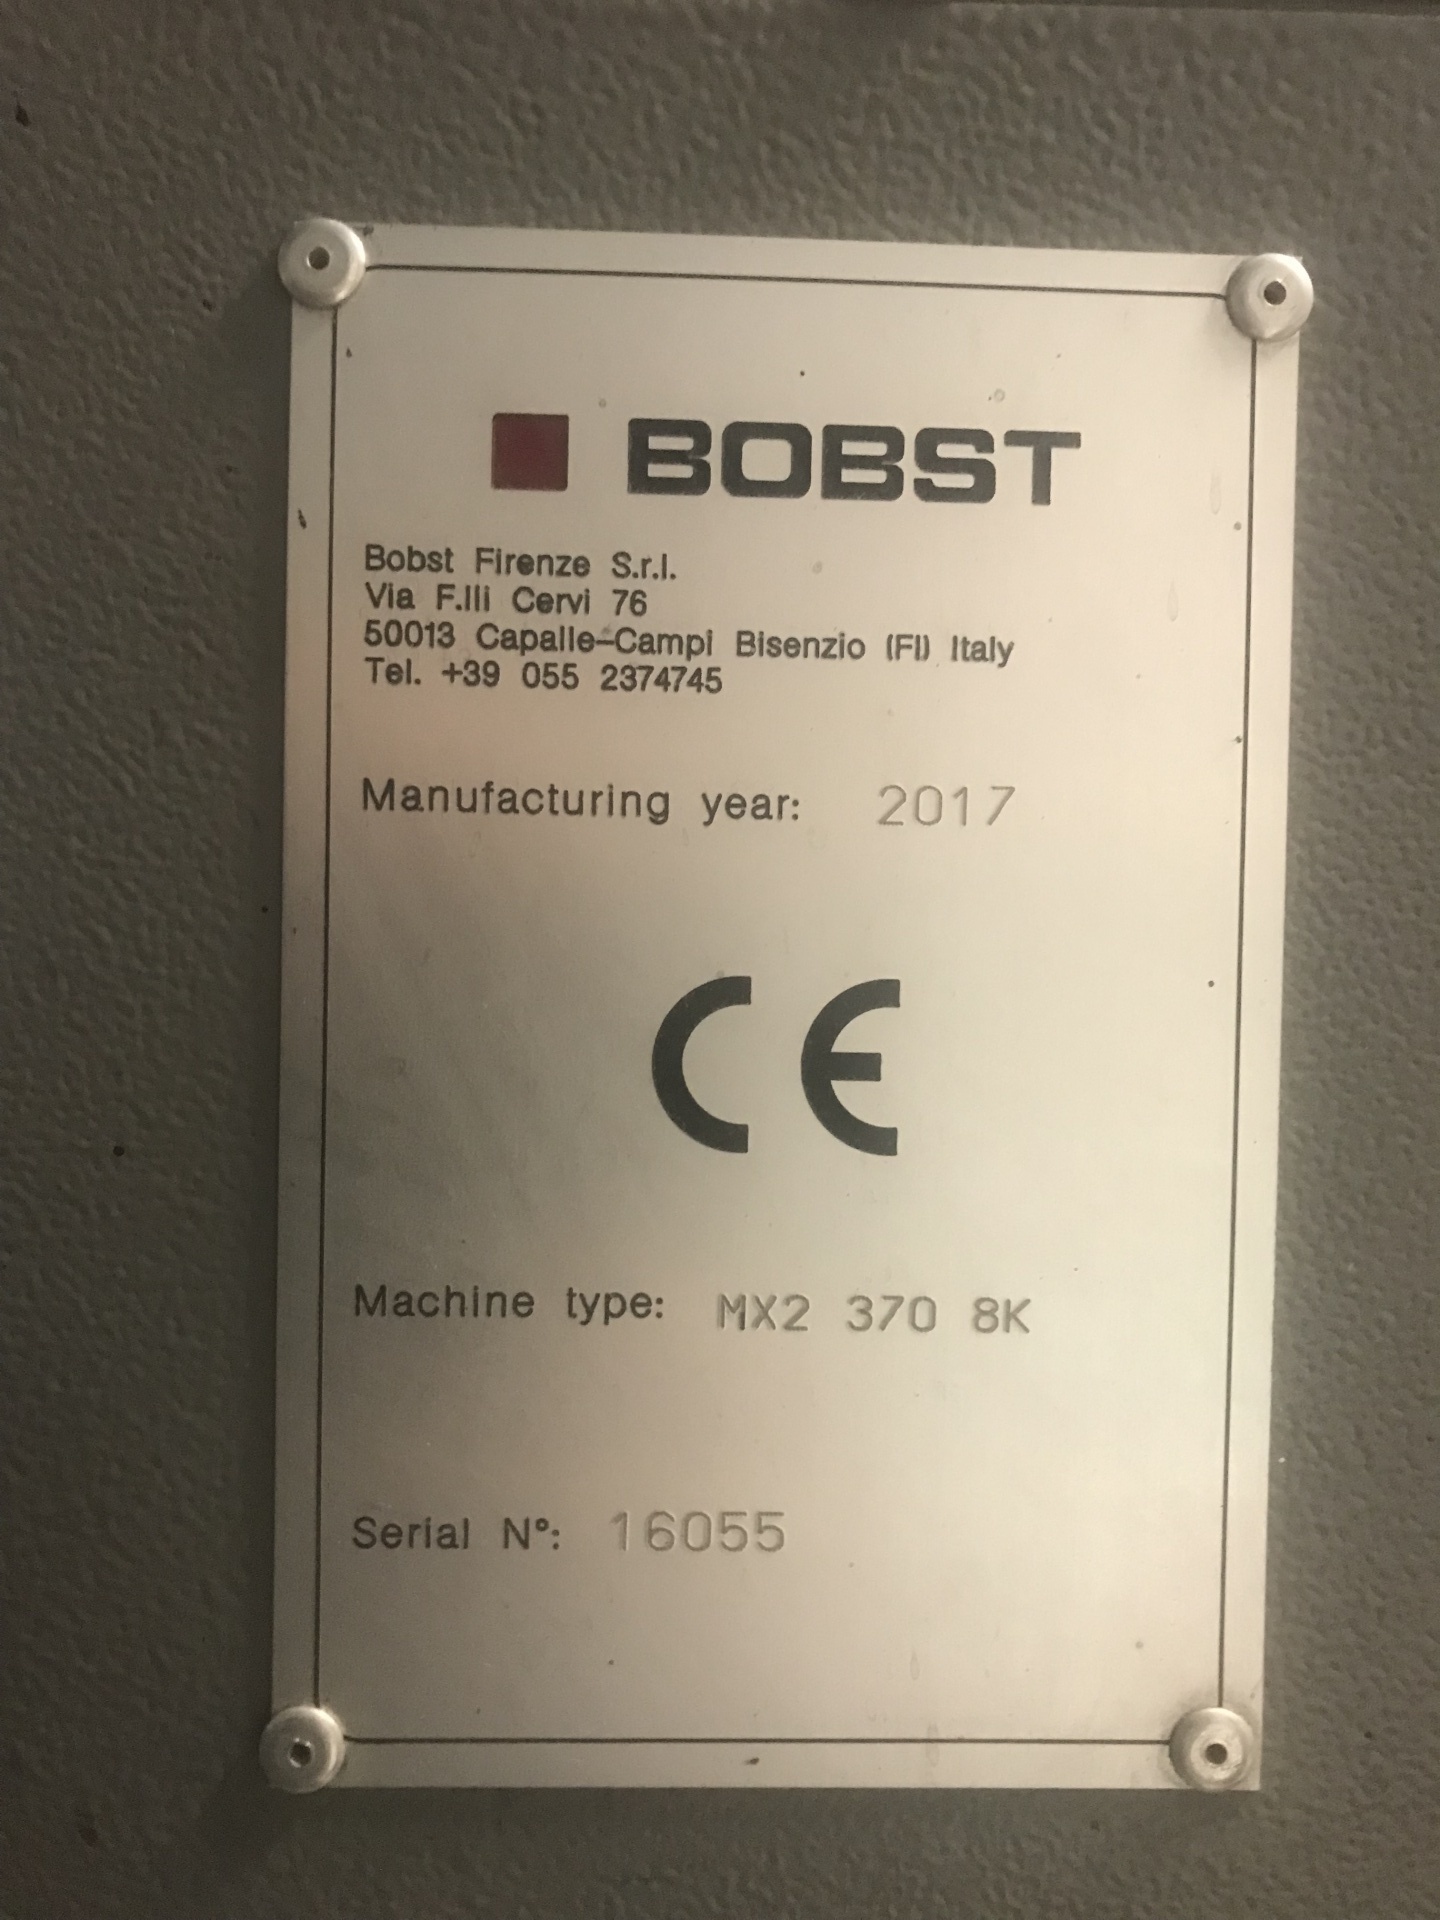 BOBST
Bobst Firenze S.r.l.
Via F.lli Cervi 76
50013 Capalle-Campi Bisenzio (FI) Italy
Tel. +39 055 2374745
Manufacturing year: 2017
CE
Machine type: MX2 370 8K
Serial N°: 16055